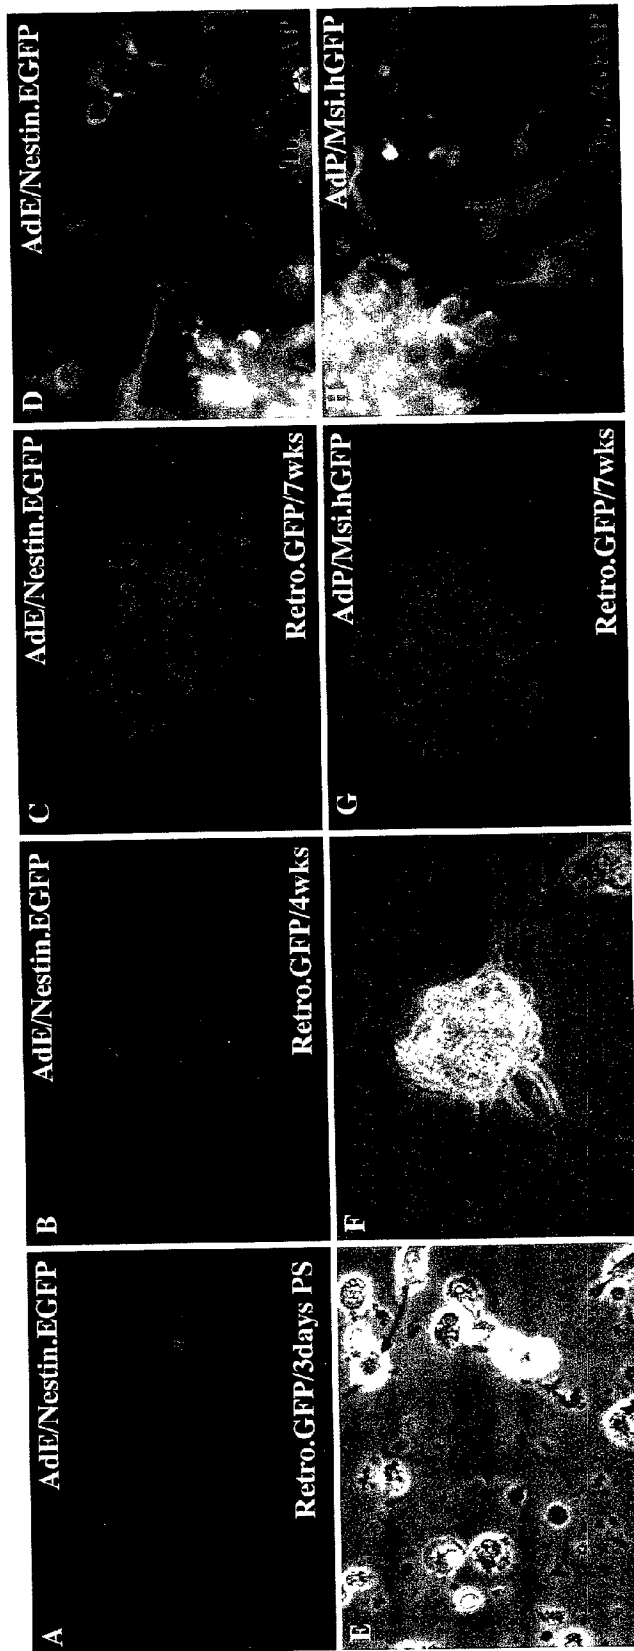 A
AdE/Nestin.EGFP
Retro.GFP/3days PS
B
AdE/Nestin.EGFP
Retro.GFP/4wks
C
AdE/Nestin.EGFP
Retro.GFP/7wks
D
AdE/Nestin.EGFP
E
F
G
AdP/Msi.hGFP
Retro.GFP/7wks
H
AdP/Msi.hGFP